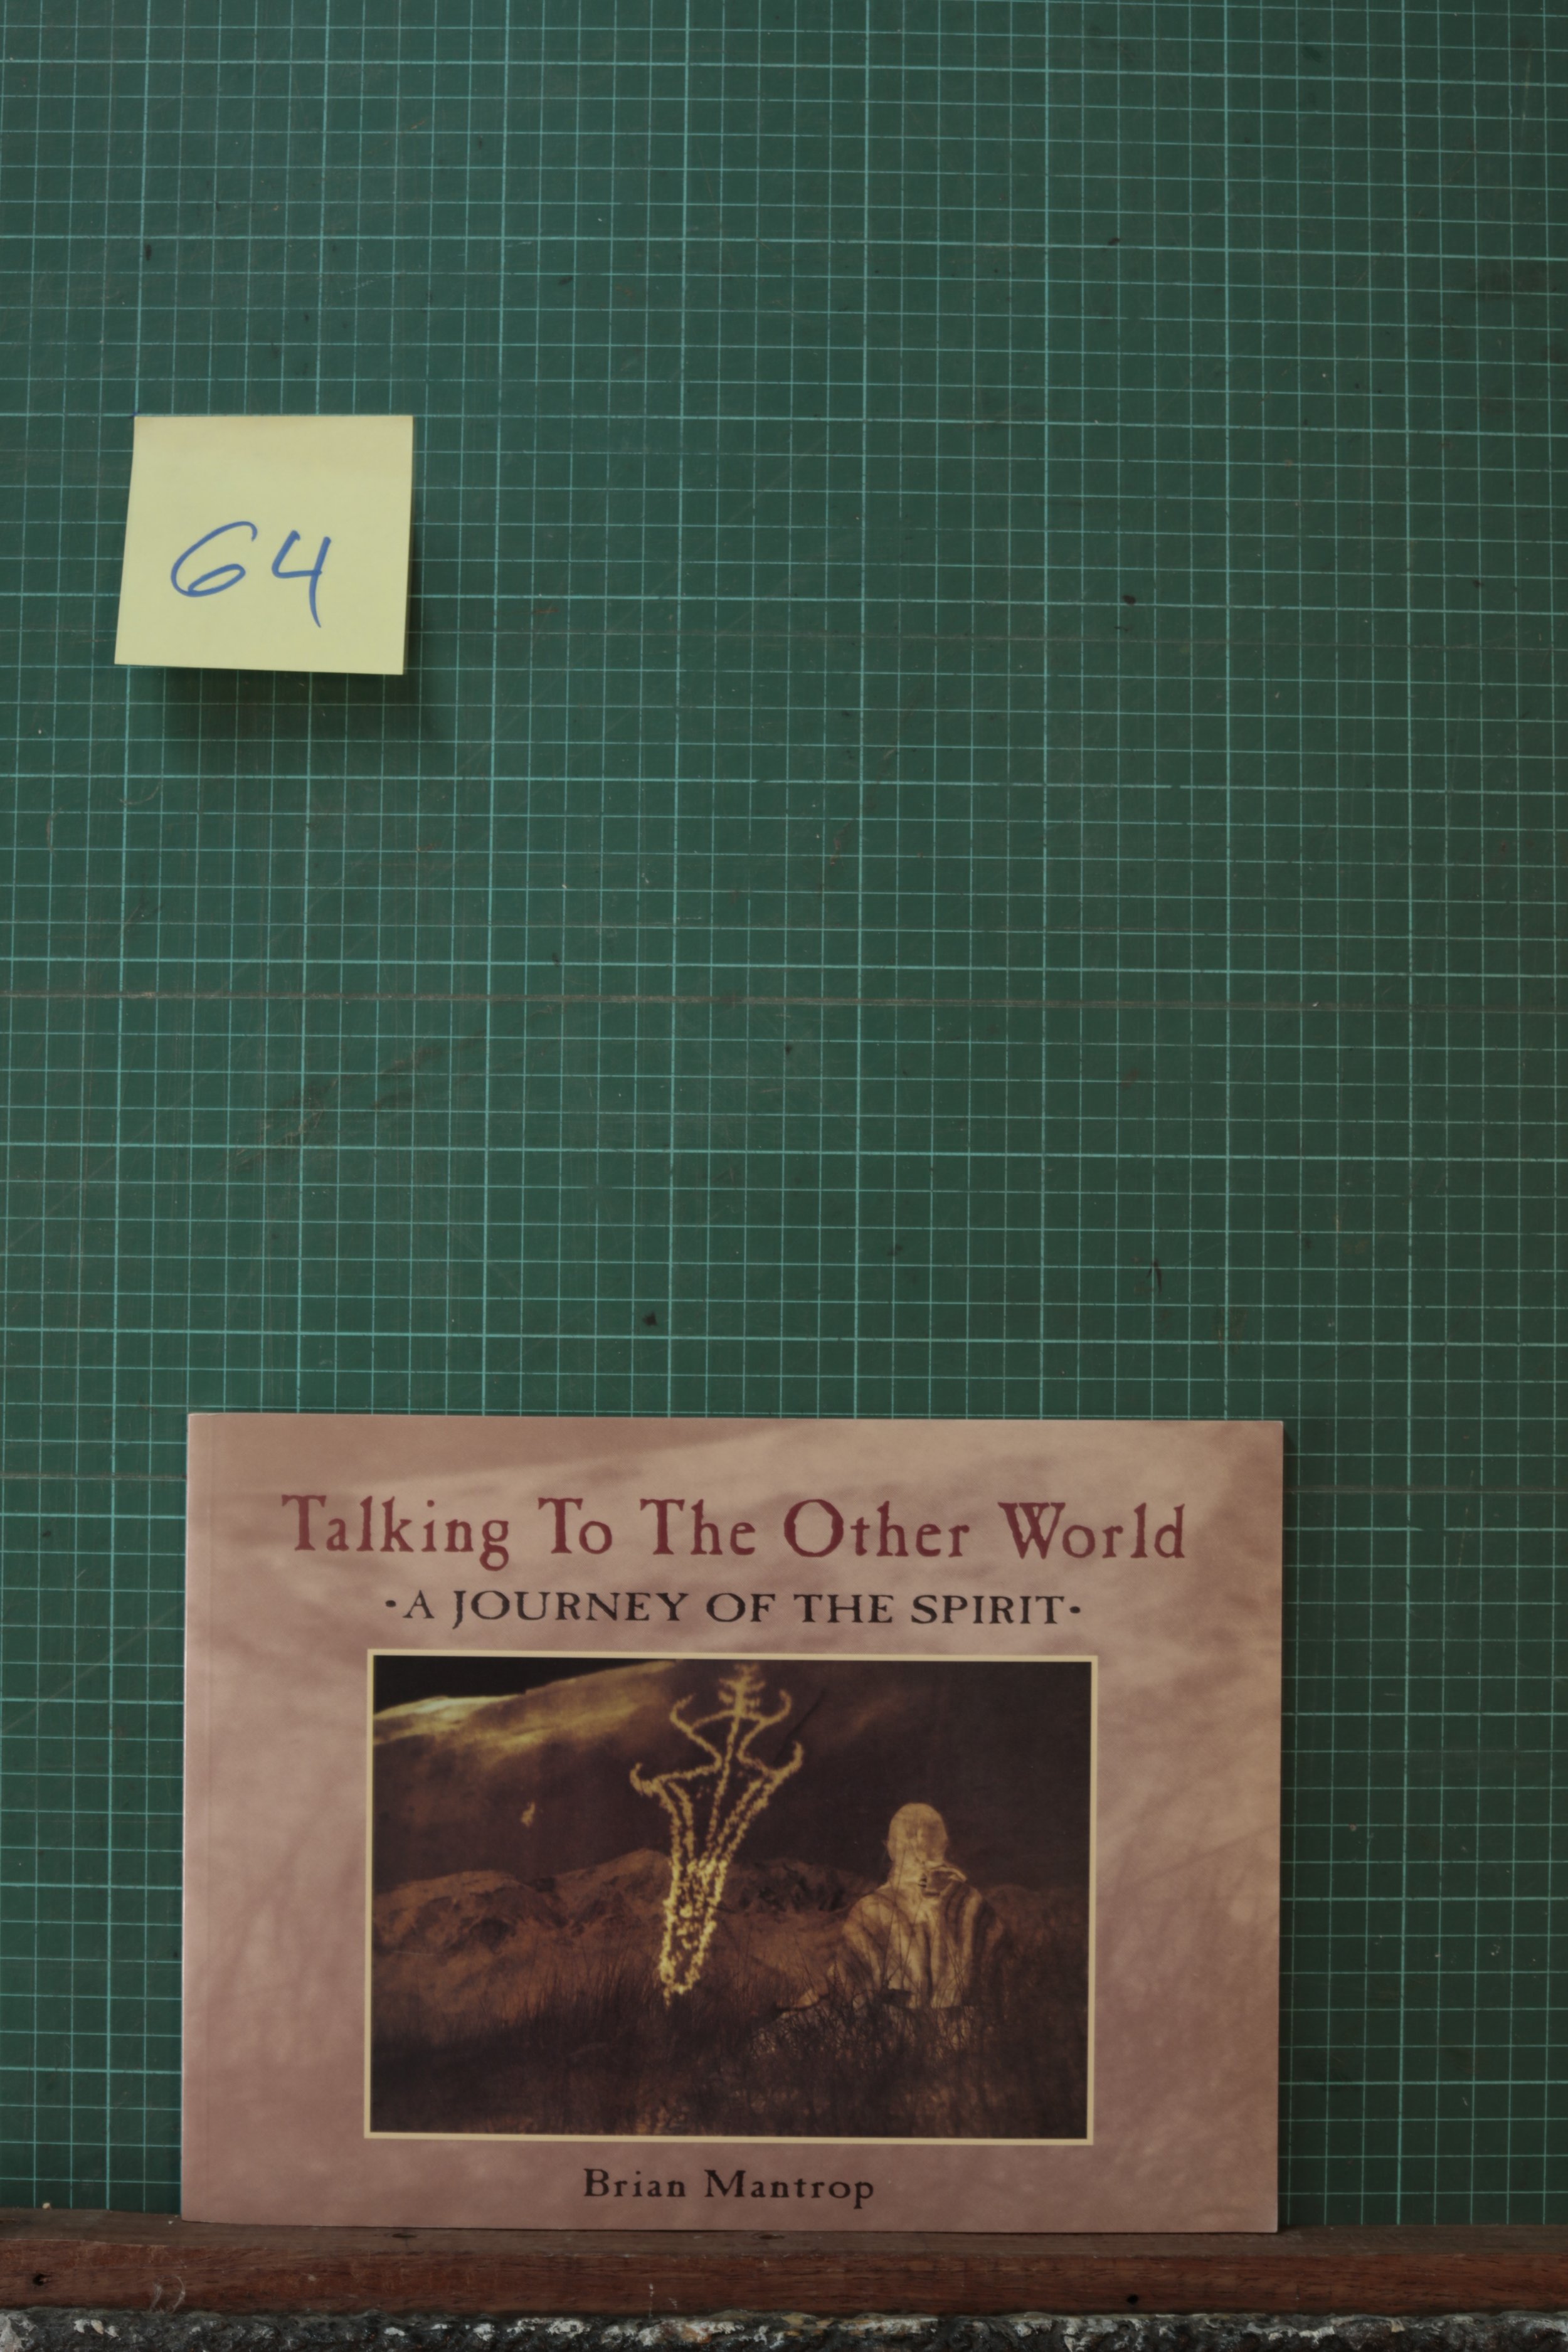 64
Talking To The Other World
·A JOURNEY OF THE SPIRIT·
Brian Mantrop